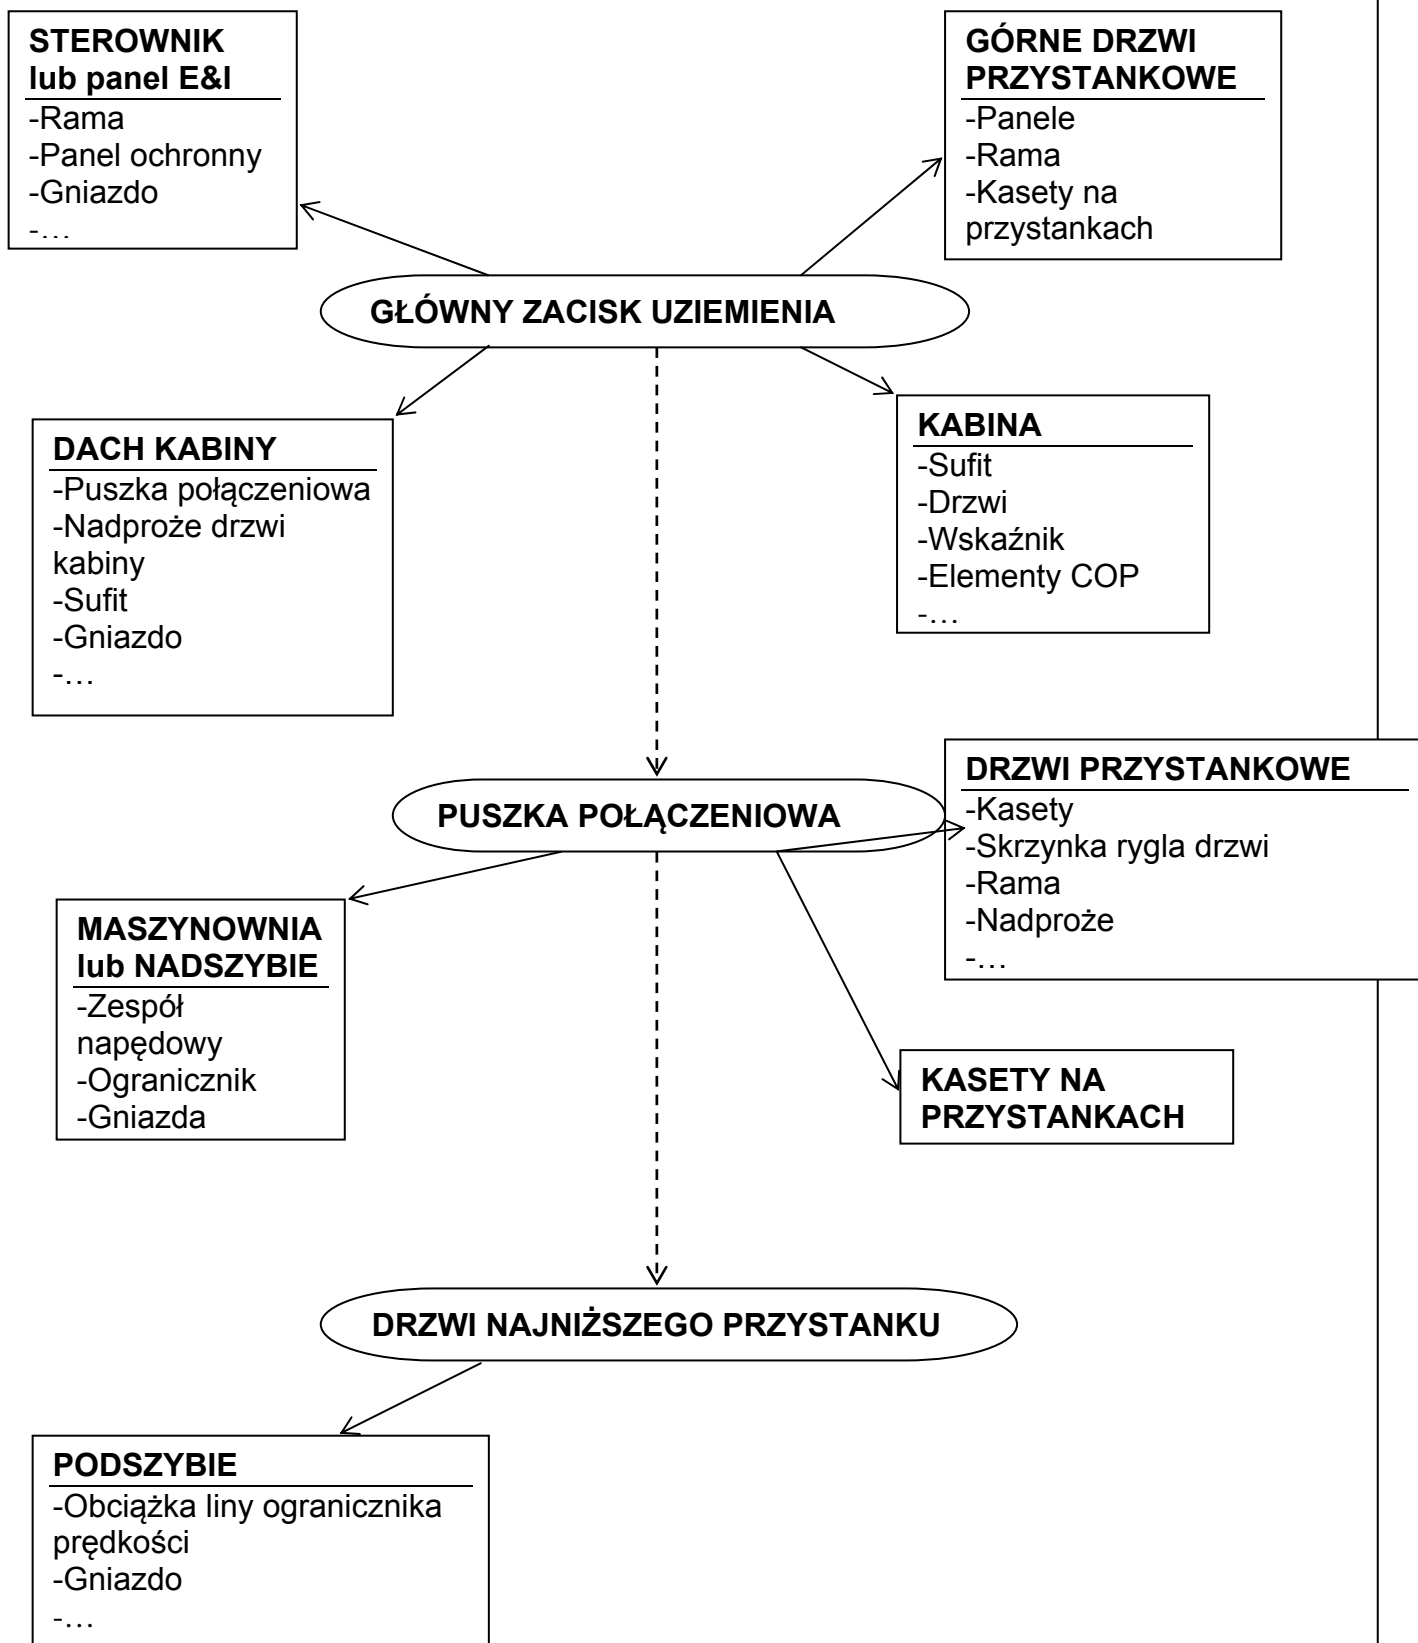 STEROWNIK
lub panel E&I
-Rama
-Panel ochronny
-Gniazdo
-…
GÓRNE DRZWI
PRZYSTANKOWE
-Panele
-Rama
-Kasety na
przystankach
GŁÓWNY ZACISK UZIEMIENIA
DACH KABINY
-Puszka połączeniowa
-Nadproże drzwi
kabiny
-Sufit
-Gniazdo
-…
KABINA
-Sufit
-Drzwi
-Wskaźnik
-Elementy COP
-…
PUSZKA POŁĄCZENIOWA
DRZWI PRZYSTANKOWE
-Kasety
-Skrzynka rygla drzwi
-Rama
-Nadproże
-…
MASZYNOWNIA
lub NADSZYBIE
-Zespół
napędowy
-Ogranicznik
-Gniazda
KASETY NA
PRZYSTANKACH
DRZWI NAJNIŻSZEGO PRZYSTANKU
PODSZYBIE
-Obciążka liny ogranicznika
prędkości
-Gniazdo
-…